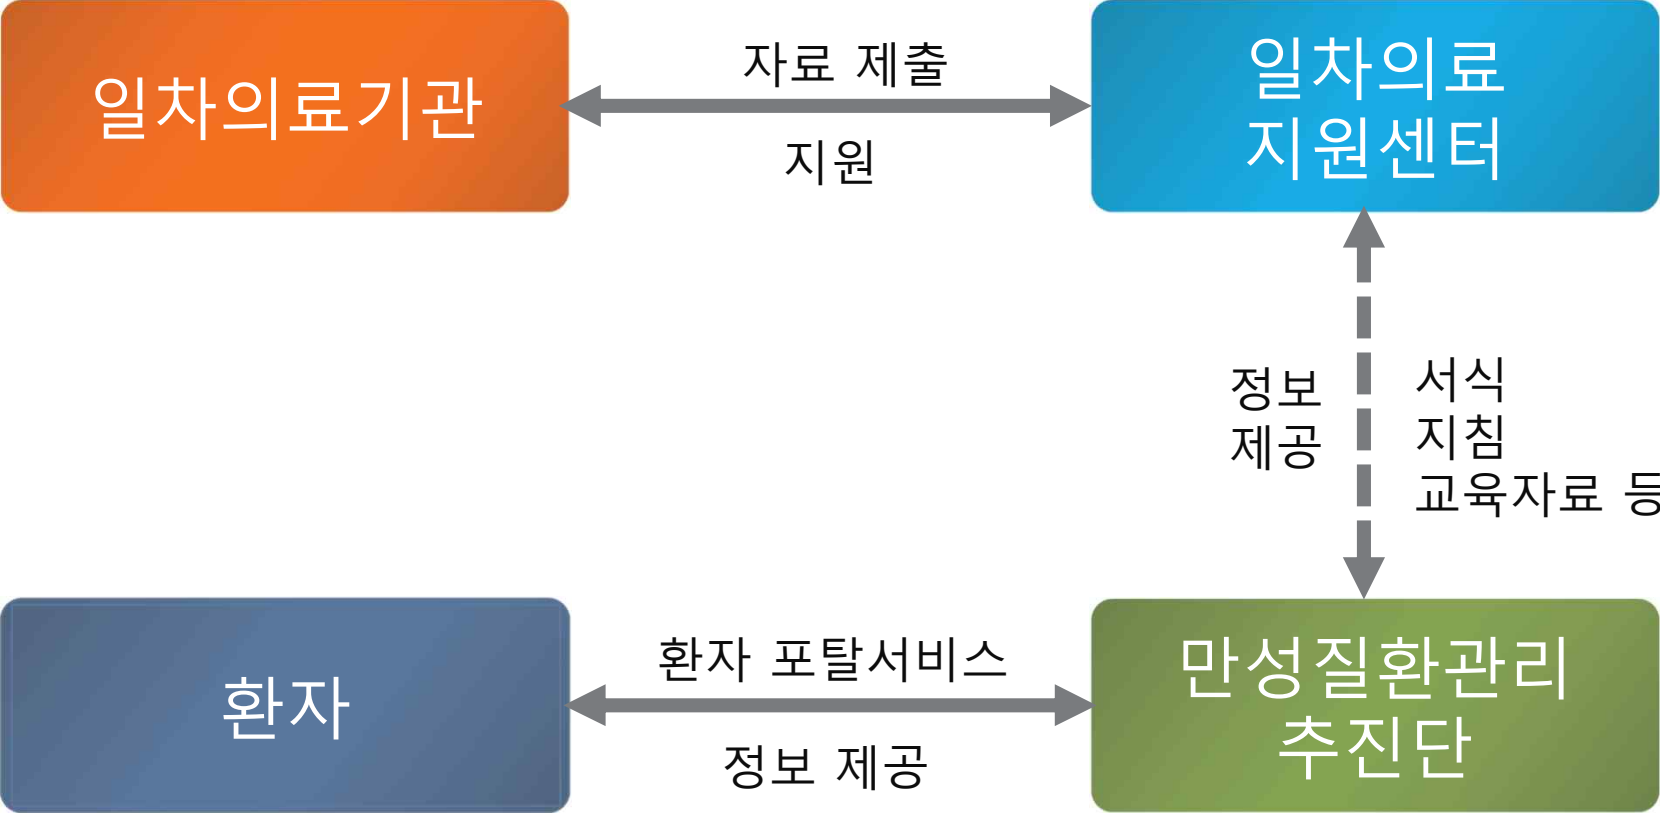 일차의료기관
자료 제출
지원
일차의료
지원센터
정보
제공
서식
지침
교육자료 등
환자
환자 포탈서비스
정보 제공
만성질환관리
추진단